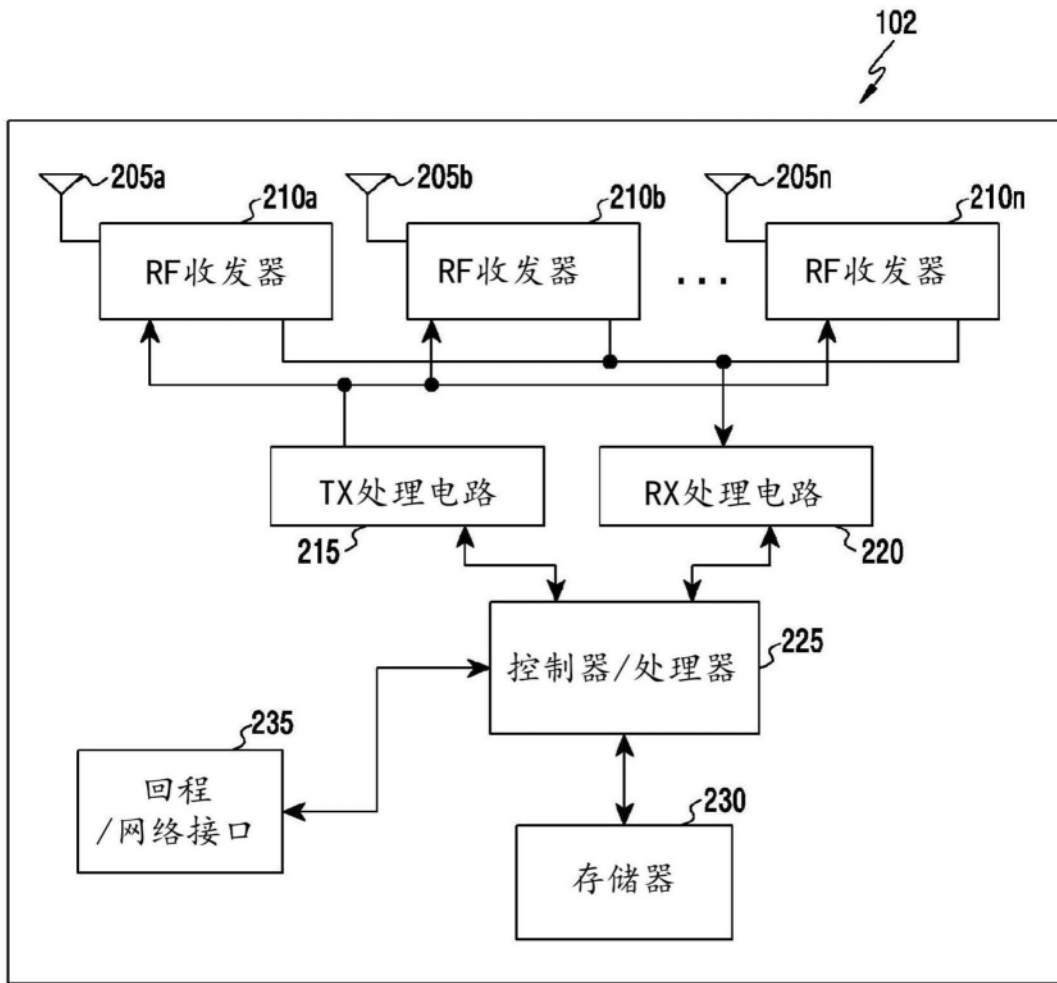 102
205a
205b
205n
210a
210b
210n
RF收发器
RF收发器
...
RF收发器
TX处理电路
RX处理电路
215
220
控制器/处理器
225
235
回程
/网络接口
230
存储器